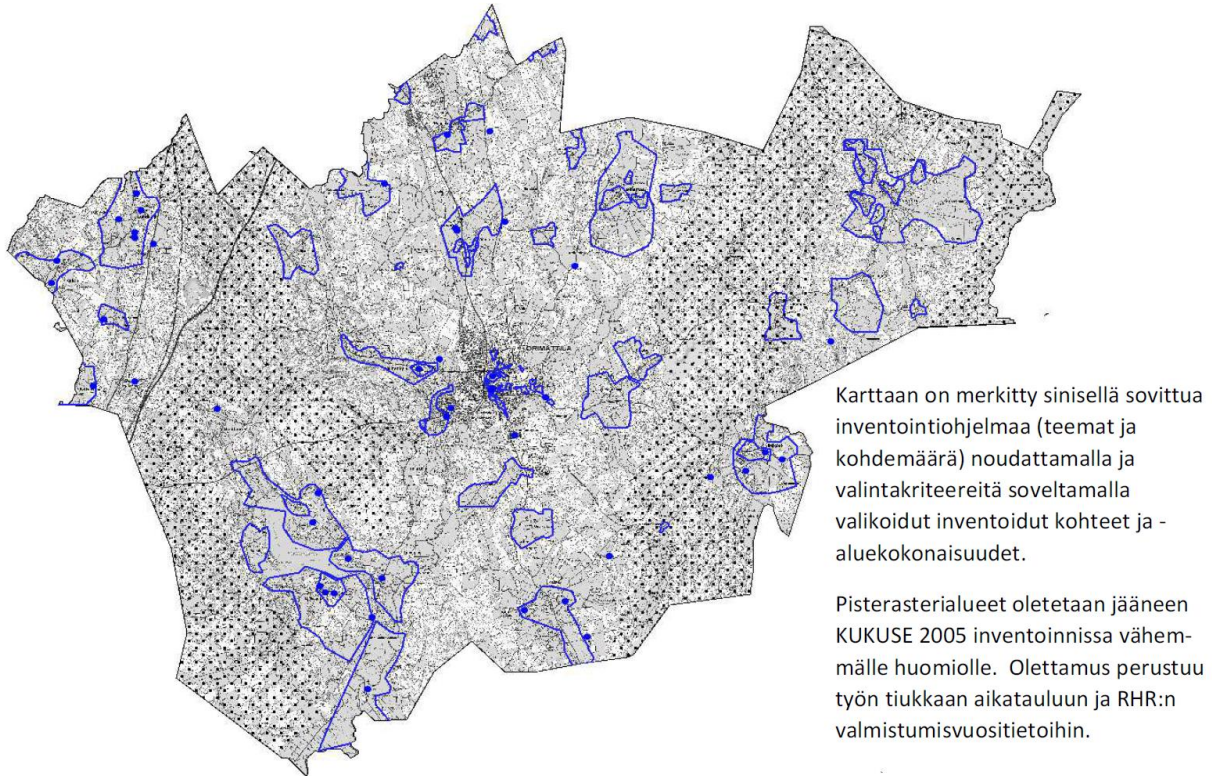 ORIMATTILA
Karttaan on merkitty sinisellä sovittua
inventointiohjelmaa (teemat ja
kohdemäärä) noudattamalla ja
valintakriteereitä soveltamalla
valikoidut inventoidut kohteet ja -
aluekokonaisuudet.
Pisterasterialueet oletetaan jääneen
KUKUSE 2005 inventoinnissa vähem-
mälle huomiolle.  Olettamus perustuu
työn tiukkaan aikatauluun ja RHR:n
valmistumisvuositietoihin.